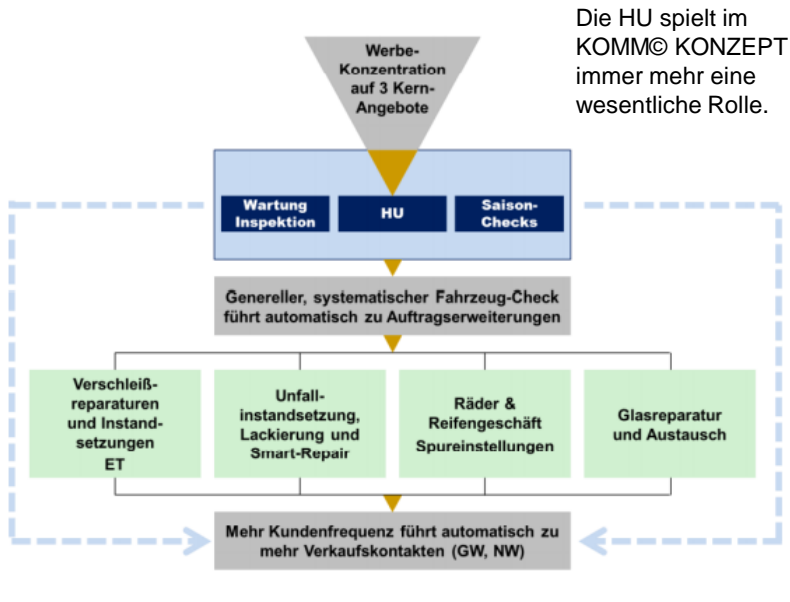 Die HU spielt im
KOMM© KONZEPT
immer mehr eine
wesentliche Rolle.
Werbe-
Konzentration
auf 3 Kern-
Angebote
Wartung
Inspektion
HU
Saison-
Checks
Genereller, systematischer Fahrzeug-Check
führt automatisch zu Auftragserweiterungen
Verschleiß-
reparaturen
und Instand-
setzungen
ET
Unfall-
instandsetzung,
Lackierung und
Smart-Repair
Räder &
Reifengeschäft
Spureinstellungen
Glasreparatur
und Austausch
Mehr Kundenfrequenz führt automatisch zu
mehr Verkaufskontakten (GW, NW)